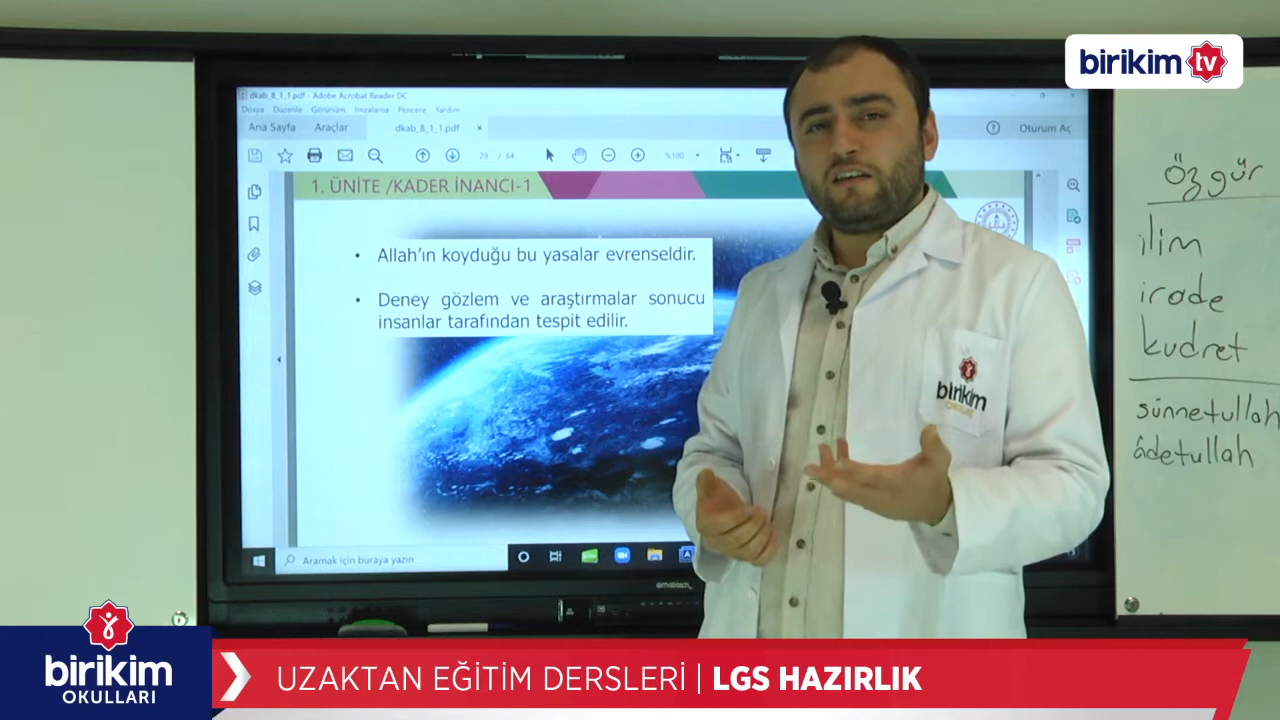 birikim tv
dkab_8_1_1.pdf - Adobe Acrobat Reader DC
Dosya Düzenle Görünüm İmzalama Pencere Yardım
Ana Sayfa Araçlar dkab_8_1_1.pdf × Oturum Aç
29 / 64 %100
1. ÜNİTE /KADER İNANCI-1
• Allah'ın koyduğu bu yasalar evrenseldir.
• Deney gözlem ve araştırmalar sonucu
insanlar tarafından tespit edilir.
Aramak için buraya yazın
Özgür
ilim
irade
kudret
sünnetullah
âdetullah
birikim
OKULLARI
birikim
OKULLARI
UZAKTAN EĞİTİM DERSLERİ | LGS HAZIRLIK